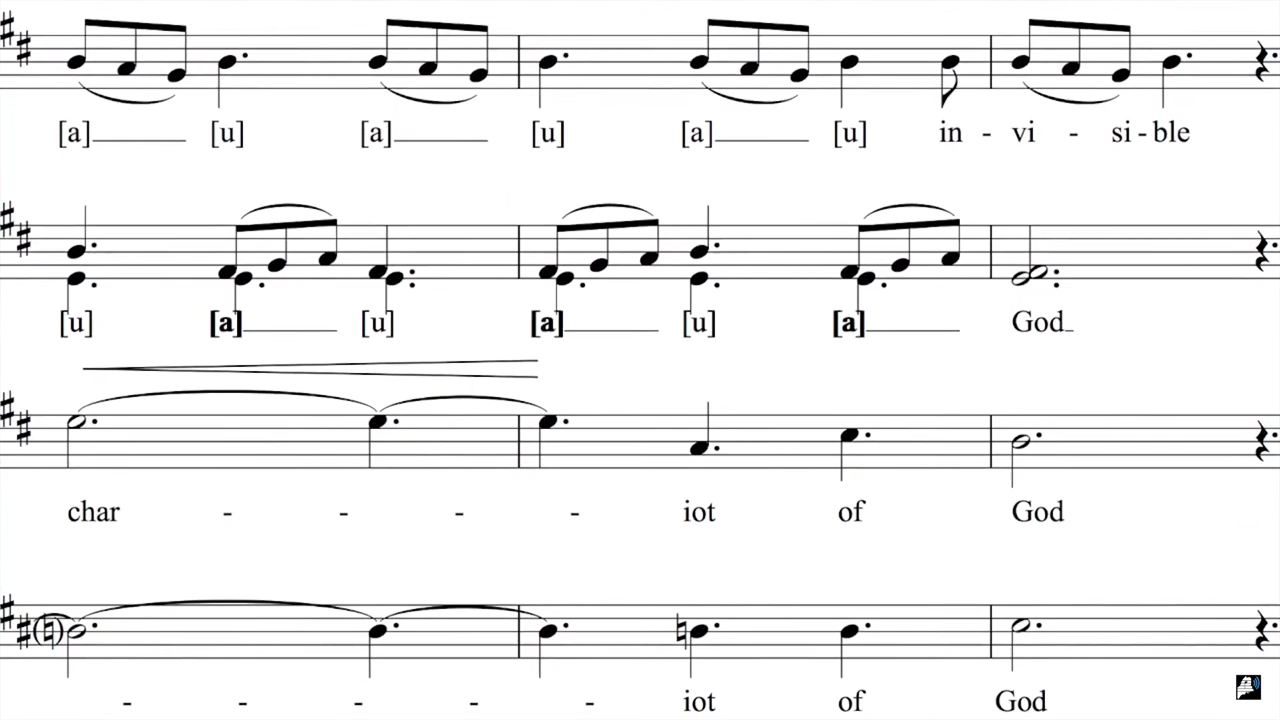 [a] [u] [a] [u] [a] [u] in - vi - si - ble
[u] [a] [u] [a] [u] [a] God
char - - - - iot of God
- - - - - iot of God